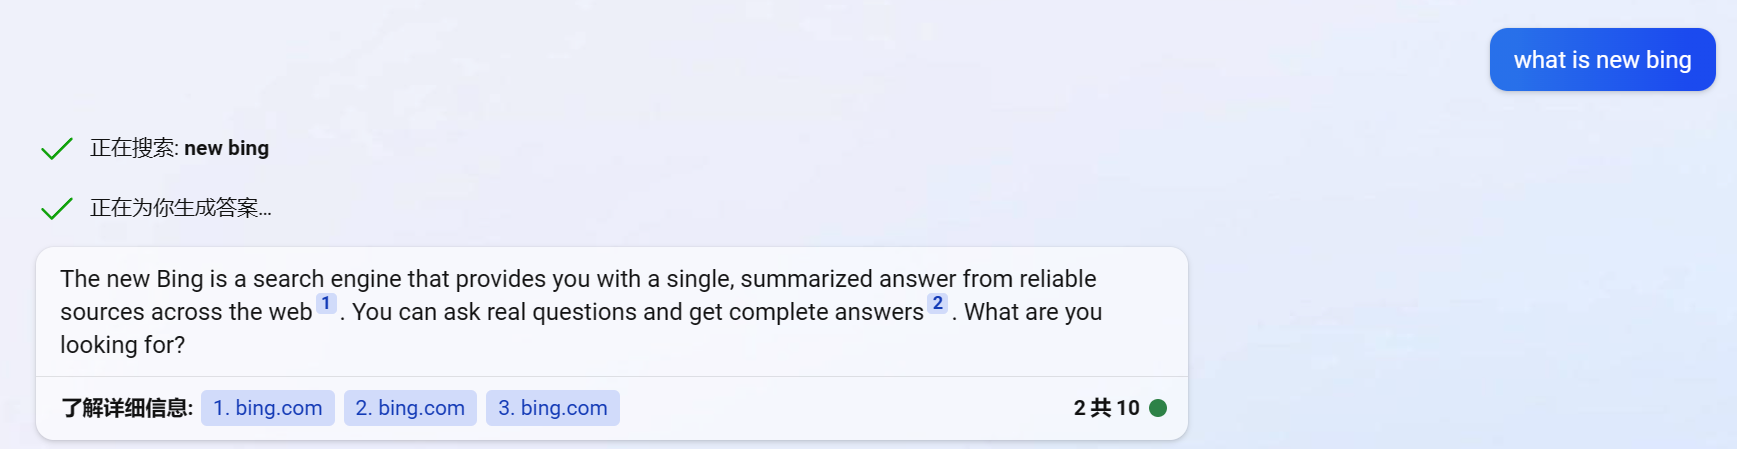 what is new bing
正在搜索: new bing
正在为你生成答案...
The new Bing is a search engine that provides you with a single, summarized answer from reliable
sources across the web 1 . You can ask real questions and get complete answers 2 . What are you
looking for?
了解详细信息: 1. bing.com 2. bing.com 3. bing.com 2 共 10